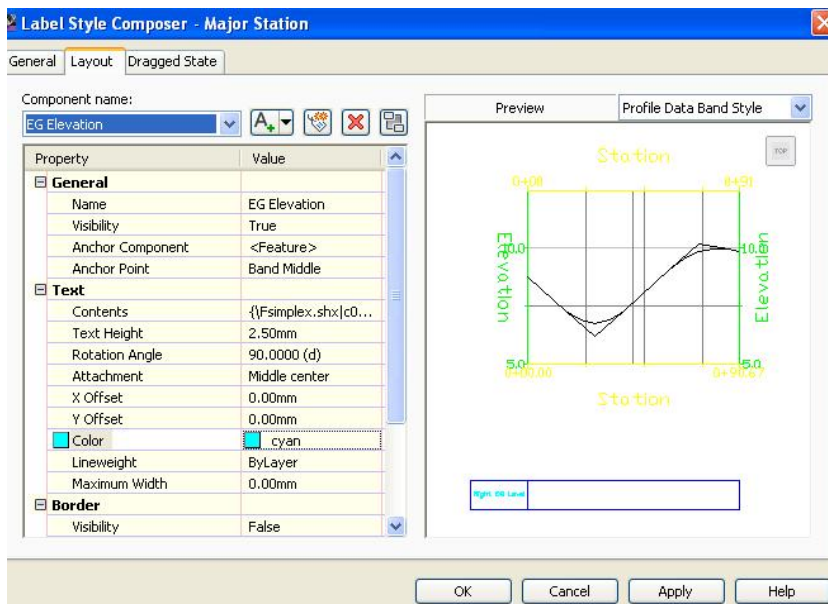 Label Style Composer - Major Station
General Layout Dragged State
Component name:
EG Elevation
Property Value
General
Name EG Elevation
Visibility True
Anchor Component <Feature>
Anchor Point Band Middle
Text
Contents {\Fsimplex.shx|c0...
Text Height 2.50mm
Rotation Angle 90.0000 (d)
Attachment Middle center
X Offset 0.00mm
Y Offset 0.00mm
Color cyan
Lineweight ByLayer
Maximum Width 0.00mm
Border
Visibility False
Preview Profile Data Band Style
TOP
Station
0+00 0+91
10.0 10.0
Elevation Elevation
5.0 5.0
0+00.00 0+90.67
Station
Right EG Level
OK Cancel Apply Help